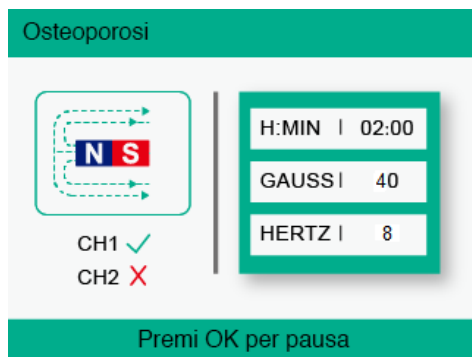 Osteoporosi
N S
CH1 ✓
CH2 X
H:MIN | 02:00
GAUSS | 40
HERTZ | 8
Premi OK per pausa